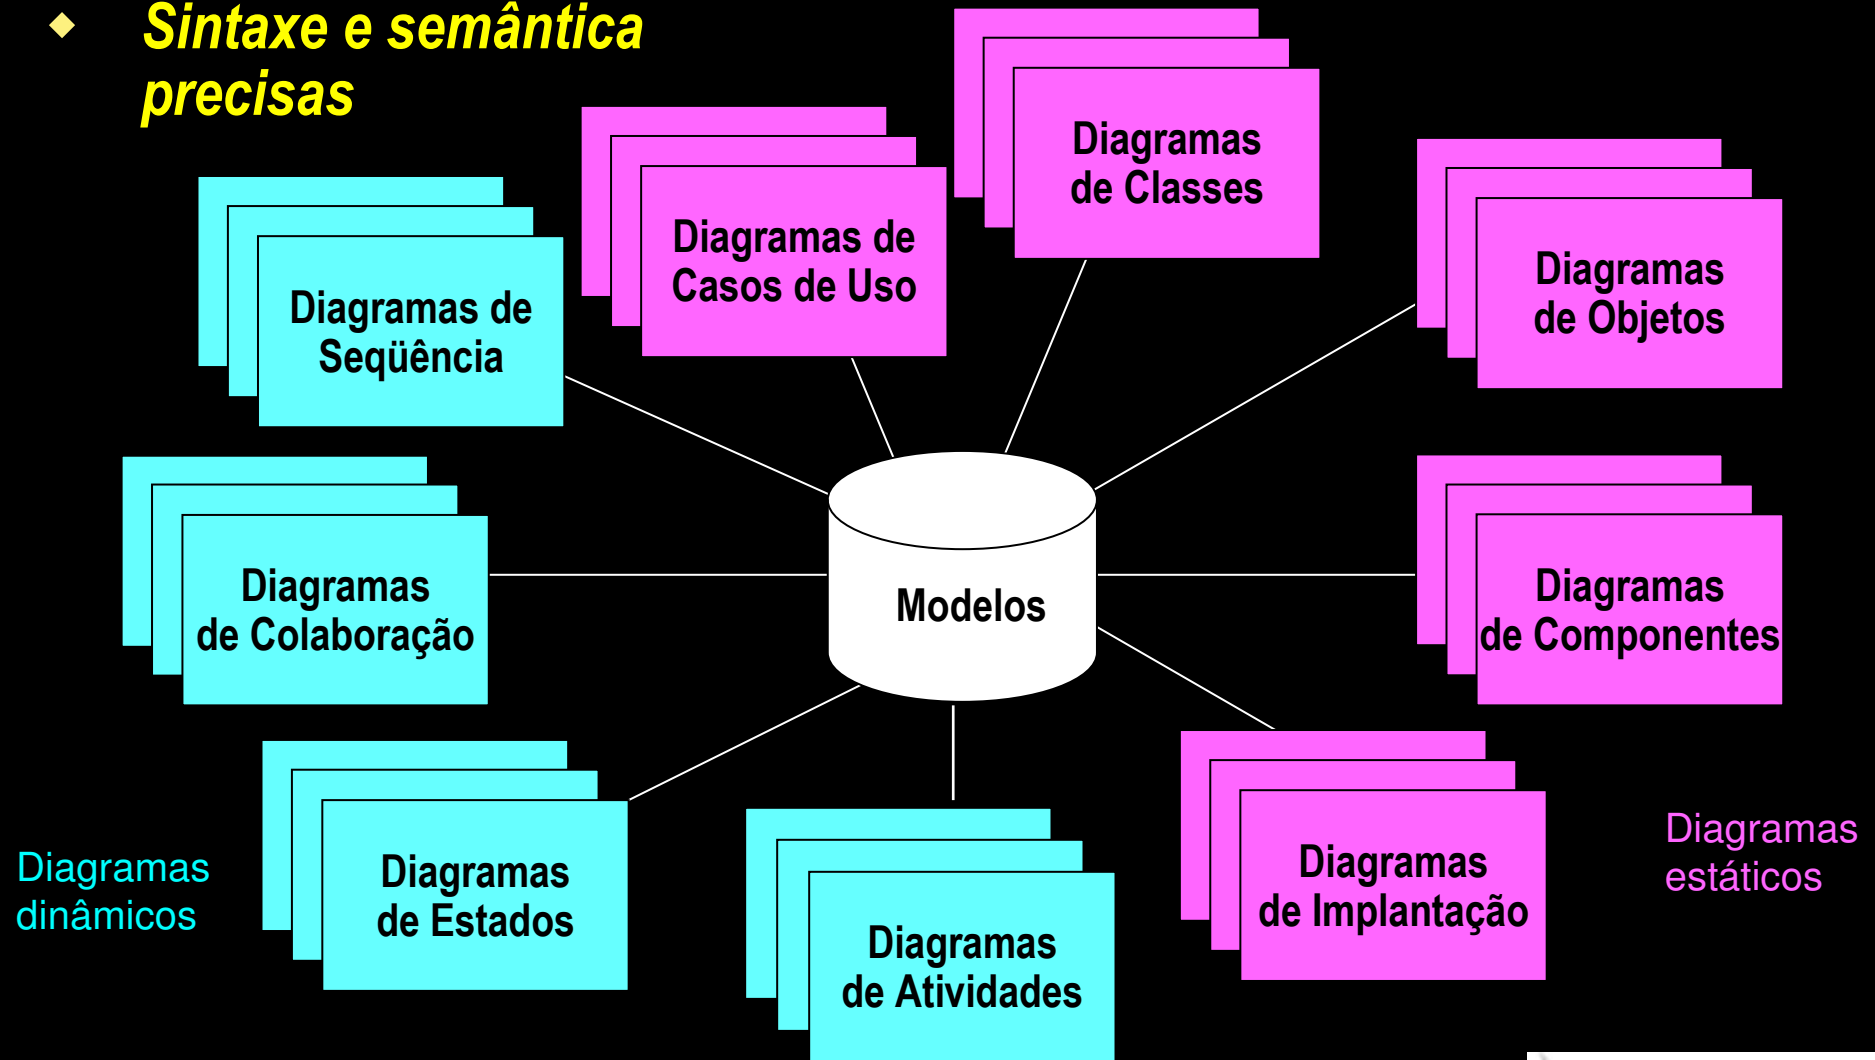 Sintaxe e semântica
precisas
Diagramas
de Classes
Diagramas de
Casos de Uso
Diagramas
de Objetos
Diagramas de
Seqüência
Diagramas
de Colaboração
Modelos
Diagramas
de Componentes
Diagramas
dinâmicos
Diagramas
de Estados
Diagramas
de Atividades
Diagramas
de Implantação
Diagramas
estáticos